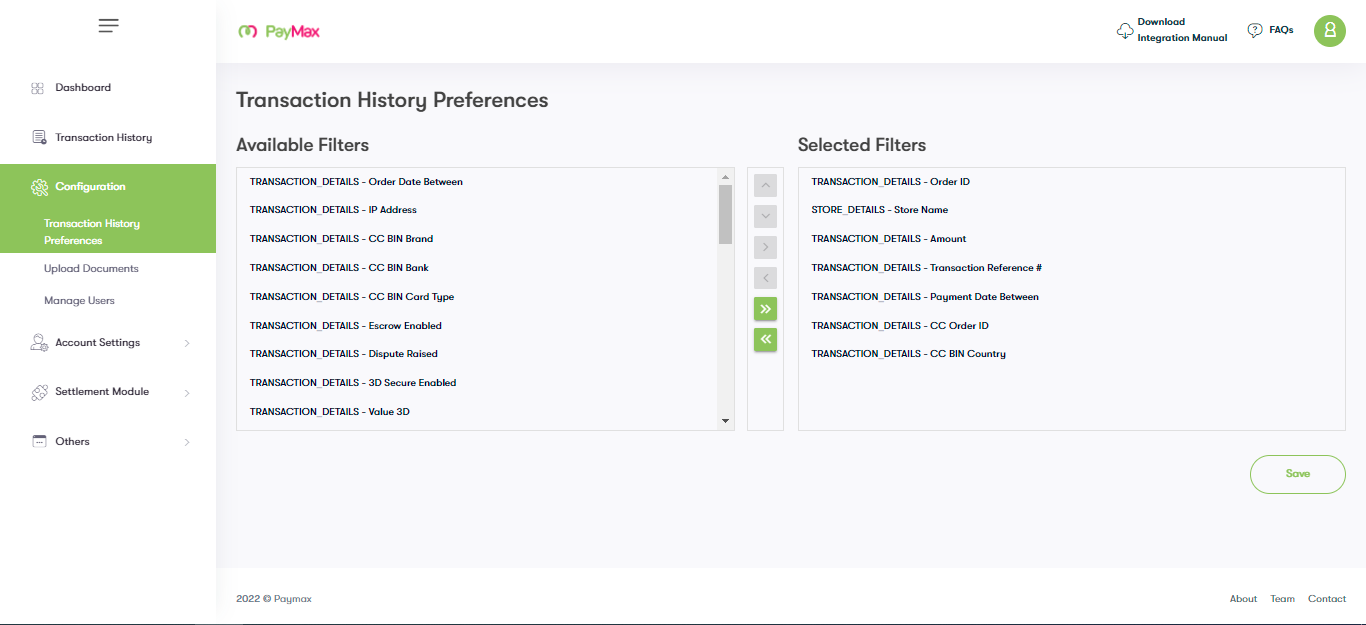 PayMax
Download
Integration Manual
FAQs
Dashboard
Transaction History
Configuration
Transaction History
Preferences
Upload Documents
Manage Users
Account Settings
Settlement Module
Others
Transaction History Preferences
Available Filters
TRANSACTION_DETAILS - Order Date Between
TRANSACTION_DETAILS - IP Address
TRANSACTION_DETAILS - CC BIN Brand
TRANSACTION_DETAILS - CC BIN Bank
TRANSACTION_DETAILS - CC BIN Card Type
TRANSACTION_DETAILS - Escrow Enabled
TRANSACTION_DETAILS - Dispute Raised
TRANSACTION_DETAILS - 3D Secure Enabled
TRANSACTION_DETAILS - Value 3D
Selected Filters
TRANSACTION_DETAILS - Order ID
STORE_DETAILS - Store Name
TRANSACTION_DETAILS - Amount
TRANSACTION_DETAILS - Transaction Reference #
TRANSACTION_DETAILS - Payment Date Between
TRANSACTION_DETAILS - CC Order ID
TRANSACTION_DETAILS - CC BIN Country
Save
2022 © Paymax
About Team Contact